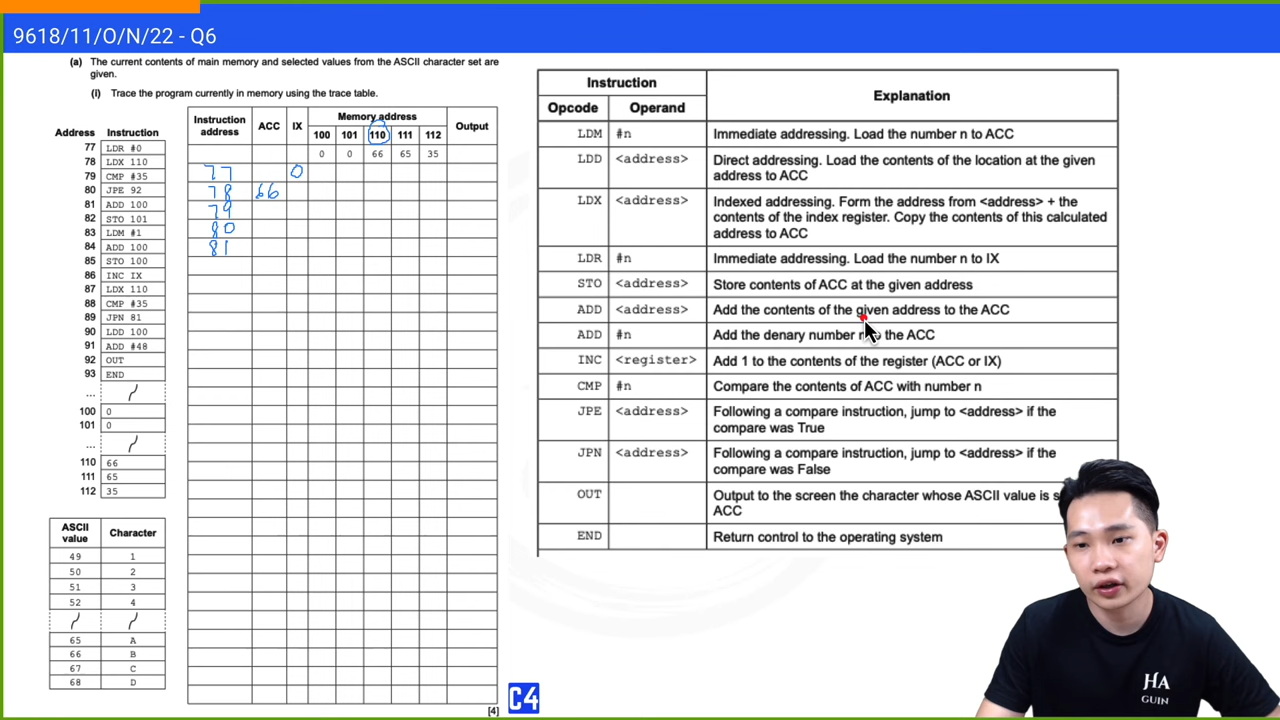 9618/11/O/N/22 - Q6
(a) The current contents of main memory and selected values from the ASCII character set are
given.
(i) Trace the program currently in memory using the trace table.
Address Instruction
77 LDR #0
78 LDX 110
79 CMP #35
80 JPE 92
81 ADD 100
82 STO 101
83 LDM #1
84 ADD 100
85 STO 100
86 INC IX
87 LDX 110
88 CMP #35
89 JPN 81
90 LDD 100
91 ADD #48
92 OUT
93 END
...
100 0
101 0
...
110 66
111 65
112 35
ASCII value Character
49 1
50 2
51 3
52 4
65 A
66 B
67 C
68 D
Instruction address ACC IX Memory address Output
100 101 110 111 112
0 0 66 65 35
77 0
78 66
79
80
81
[4]
Instruction Explanation
Opcode Operand
LDM #n Immediate addressing. Load the number n to ACC
LDD <address> Direct addressing. Load the contents of the location at the given
address to ACC
LDX <address> Indexed addressing. Form the address from <address> + the
contents of the index register. Copy the contents of this calculated
address to ACC
LDR #n Immediate addressing. Load the number n to IX
STO <address> Store contents of ACC at the given address
ADD <address> Add the contents of the given address to the ACC
ADD #n Add the denary number n the ACC
INC <register> Add 1 to the contents of the register (ACC or IX)
CMP #n Compare the contents of ACC with number n
JPE <address> Following a compare instruction, jump to <address> if the
compare was True
JPN <address> Following a compare instruction, jump to <address> if the
compare was False
OUT Output to the screen the character whose ASCII value is
ACC
END Return control to the operating system
C4
HA
GUIN